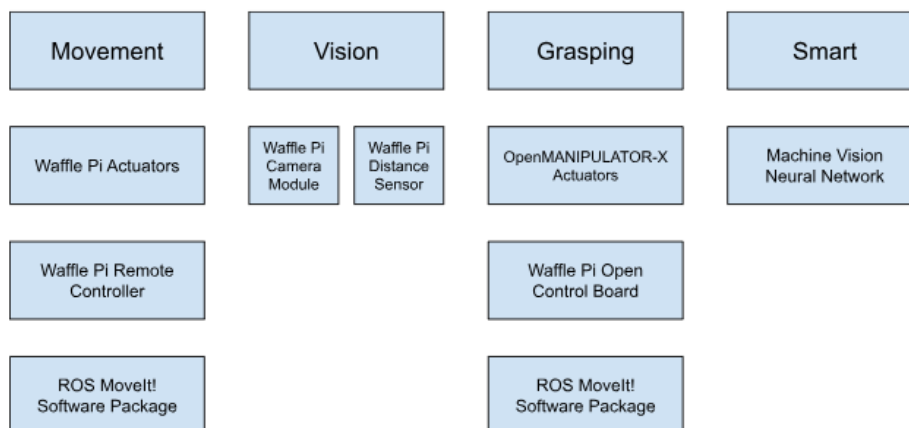 Movement
Vision
Grasping
Smart
Waffle Pi Actuators
Waffle Pi
Camera
Module
Waffle Pi
Distance
Sensor
OpenMANIPULATOR-X
Actuators
Machine Vision
Neural Network
Waffle Pi Remote
Controller
Waffle Pi Open
Control Board
ROS MoveIt!
Software Package
ROS MoveIt!
Software Package